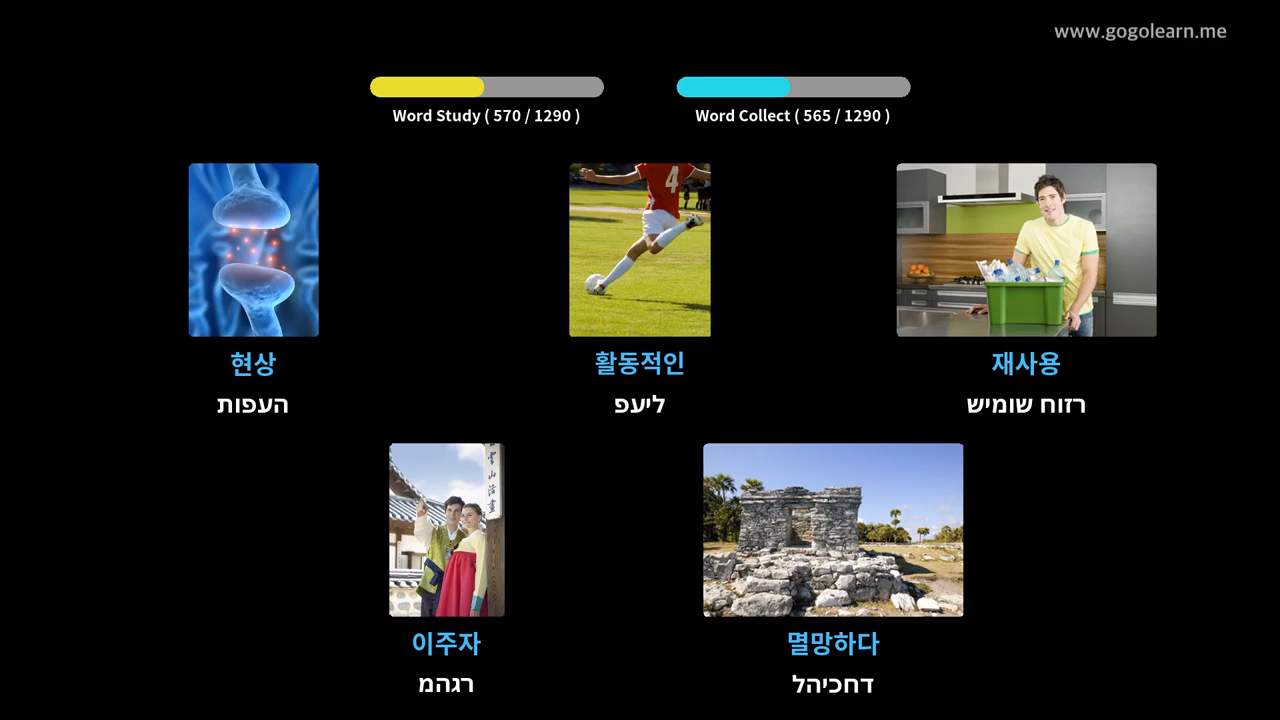 www.gogolearn.me
Word Study ( 570 / 1290 )
Word Collect ( 565 / 1290 )
현상
העפות
활동적인
ליעפ
재사용
רזוח שומיש
이주자
רגהמ
멸망하다
דחכיהל